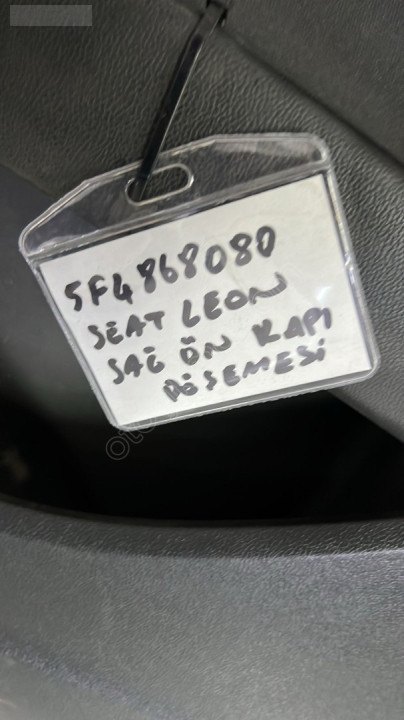 5F4868080
SEAT LEON
SAĞ ÖN KAPI
DÖŞEMESİ